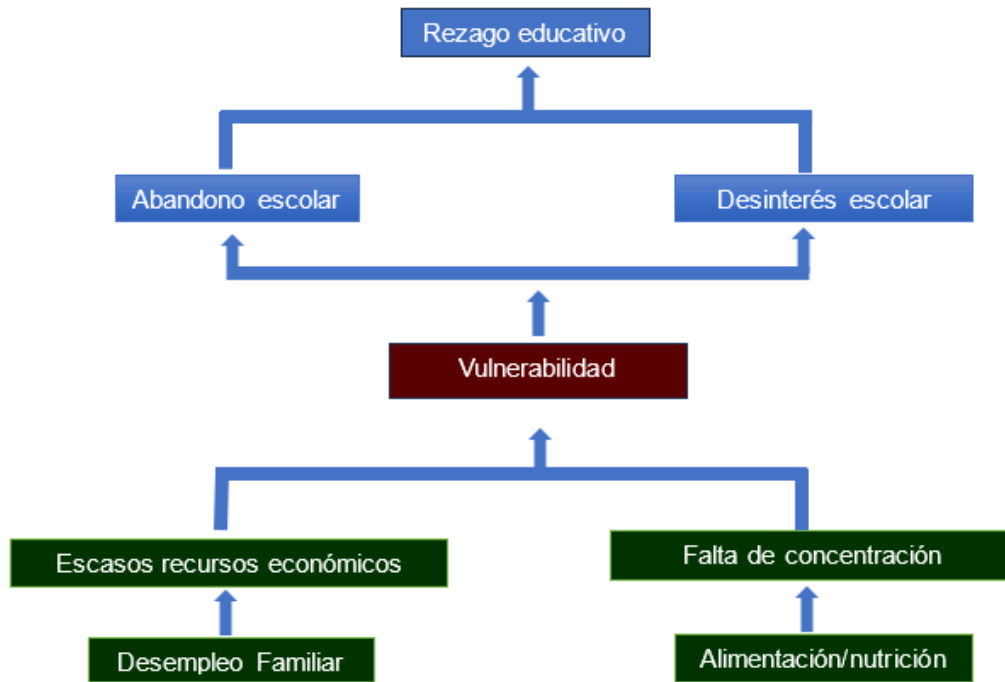 Rezago educativo
Abandono escolar
Desinterés escolar
Vulnerabilidad
Escasos recursos económicos
Falta de concentración
Desempleo Familiar
Alimentación/nutrición